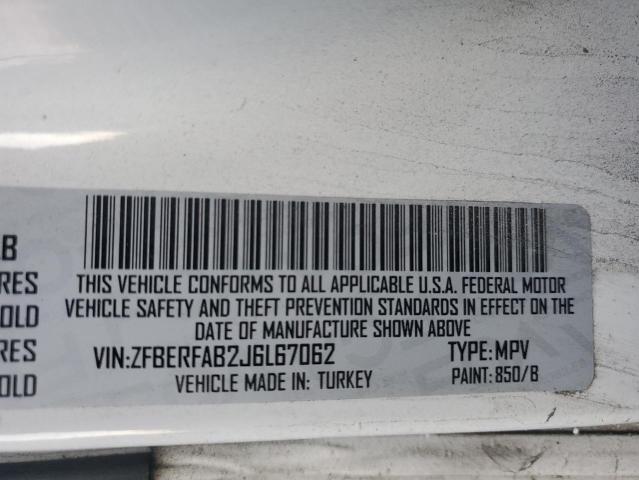 B
RES
OLD
RES
OLD
THIS VEHICLE CONFORMS TO ALL APPLICABLE U.S.A. FEDERAL MOTOR
VEHICLE SAFETY AND THEFT PREVENTION STANDARDS IN EFFECT ON THE
DATE OF MANUFACTURE SHOWN ABOVE
VIN:ZFBERFAB2J6L67062 TYPE:MPV
VEHICLE MADE IN: TURKEY PAINT:850/B